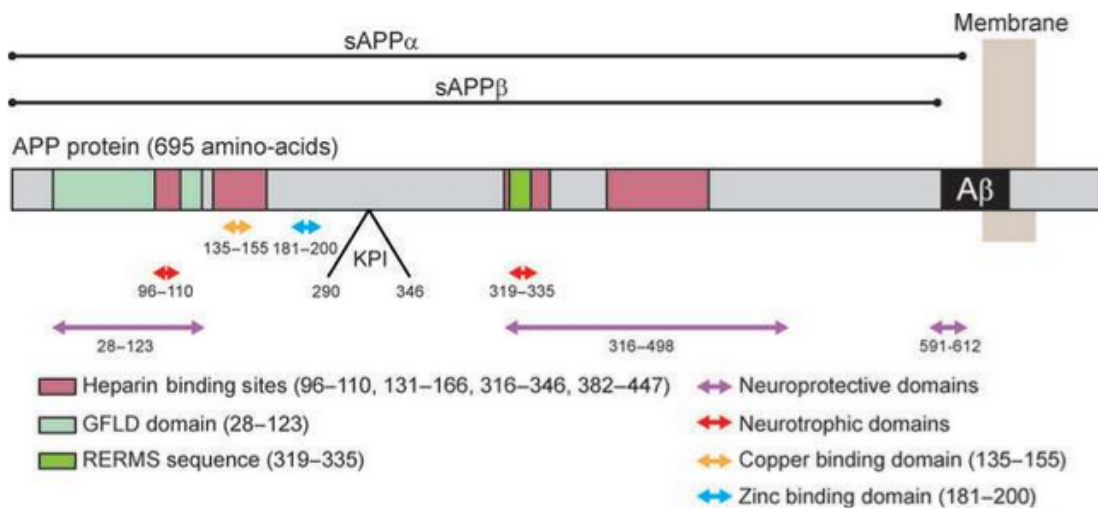 Membrane
sAPPα
sAPPβ
APP protein (695 amino-acids)
Aβ
135–155 181–200
KPI
96–110 290 346 319–335
28–123 316–498 591-612
Heparin binding sites (96–110, 131–166, 316–346, 382–447)
GFLD domain (28–123)
RERMS sequence (319–335)
Neuroprotective domains
Neurotrophic domains
Copper binding domain (135–155)
Zinc binding domain (181–200)